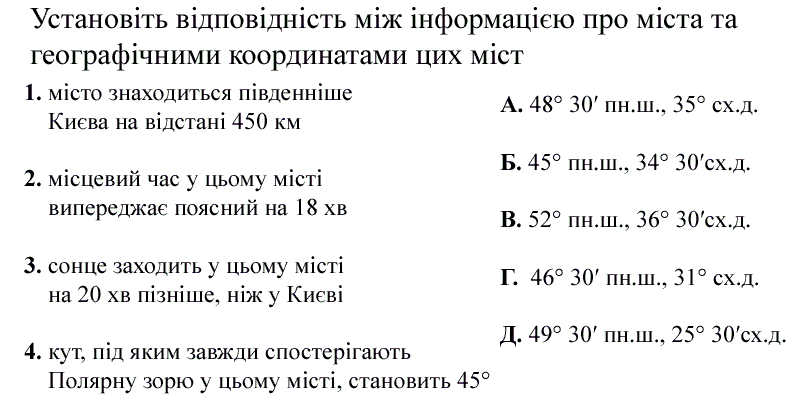 Установіть відповідність між інформацією про міста та
географічними координатами цих міст
1. місто знаходиться південніше
Києва на відстані 450 км
2. місцевий час у цьому місті
випереджає поясний на 18 хв
3. сонце заходить у цьому місті
на 20 хв пізніше, ніж у Києві
4. кут, під яким завжди спостерігають
Полярну зорю у цьому місті, становить 45°
А. 48° 30′ пн.ш., 35° сх.д.
Б. 45° пн.ш., 34° 30′сх.д.
В. 52° пн.ш., 36° 30′сх.д.
Г. 46° 30′ пн.ш., 31° сх.д.
Д. 49° 30′ пн.ш., 25° 30′сх.д.